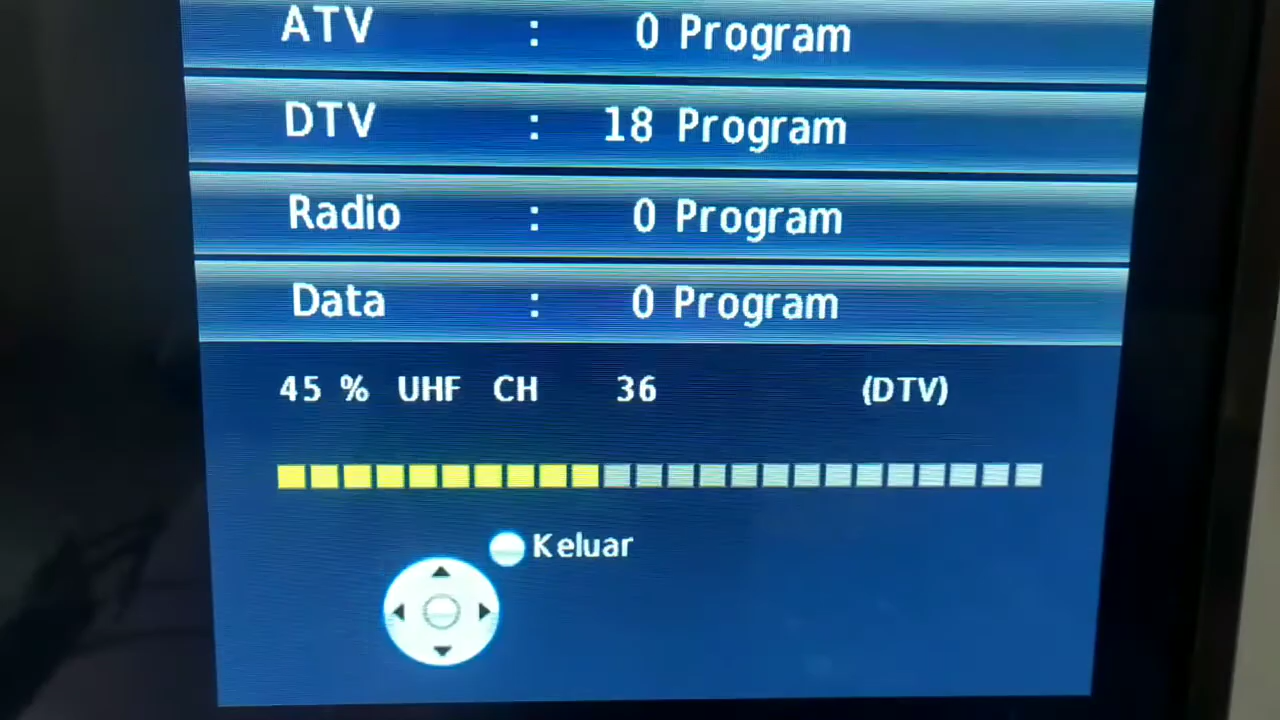 ATV : 0 Program
DTV : 18 Program
Radio : 0 Program
Data : 0 Program
45 % UHF CH 36 (DTV)
Keluar